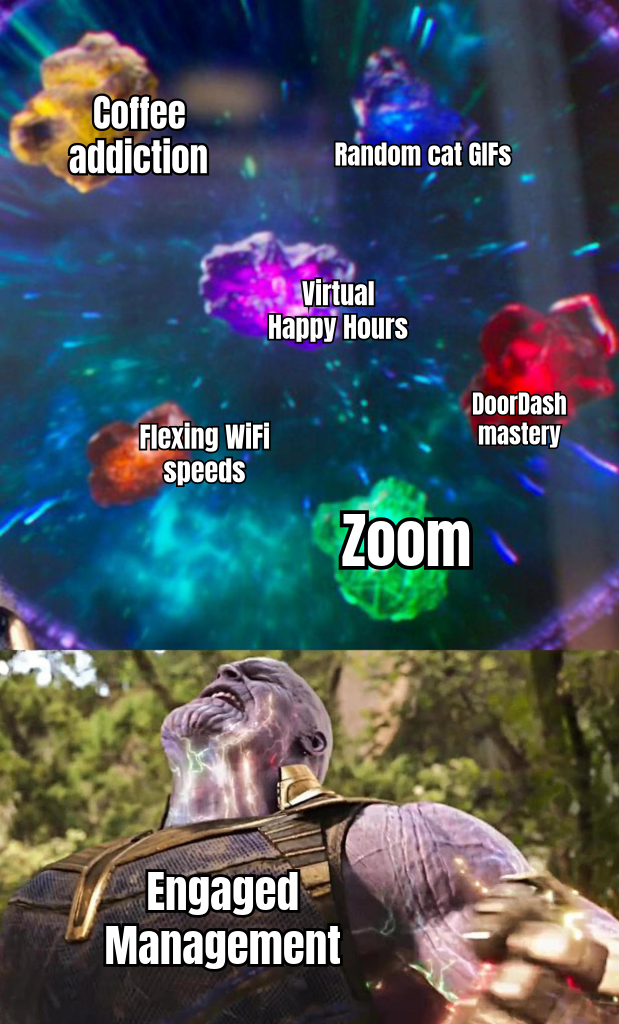 Coffee
addiction
Random cat GIFs
Virtual
Happy Hours
DoorDash
mastery
Flexing WiFi
speeds
Zoom
Engaged
Management